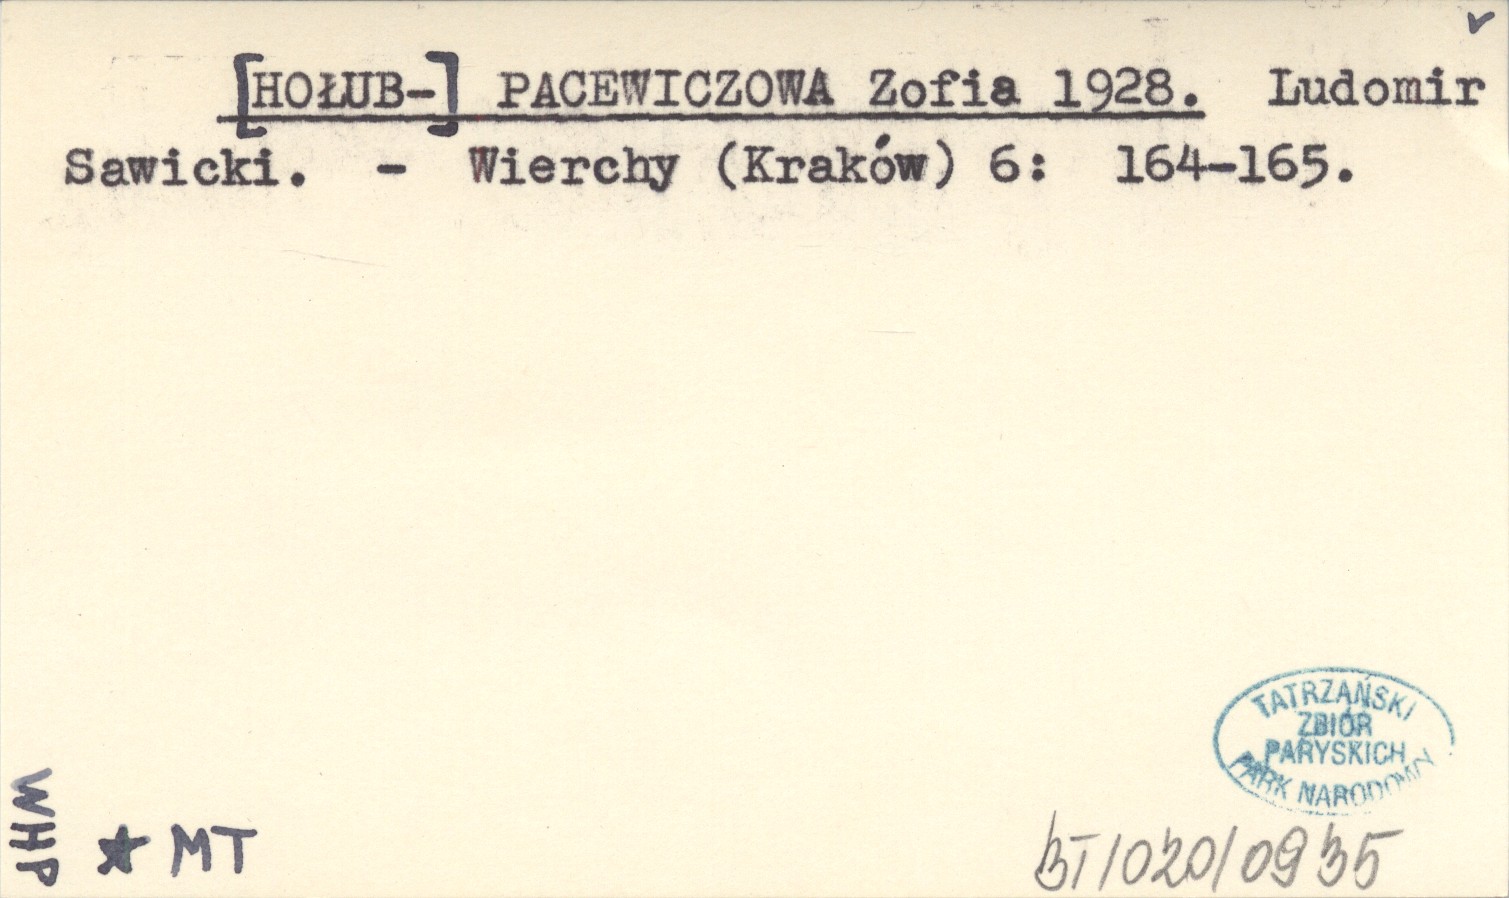 [HOŁUB-] PACEWICZOWA Zofia 1928. Ludomir
Sawicki. - Wierchy (Kraków) 6: 164-165.
TATRZAŃSKI
ZBIÓR
PARYSKICH
PARK NARODOWY
WHP
★ MT
BT/020/0935